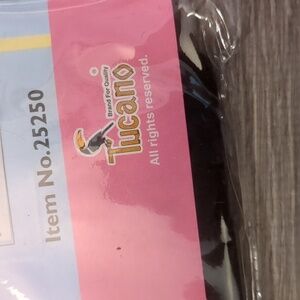 Brand For Quality
Tucano
All rights reserved.
Item No.25250